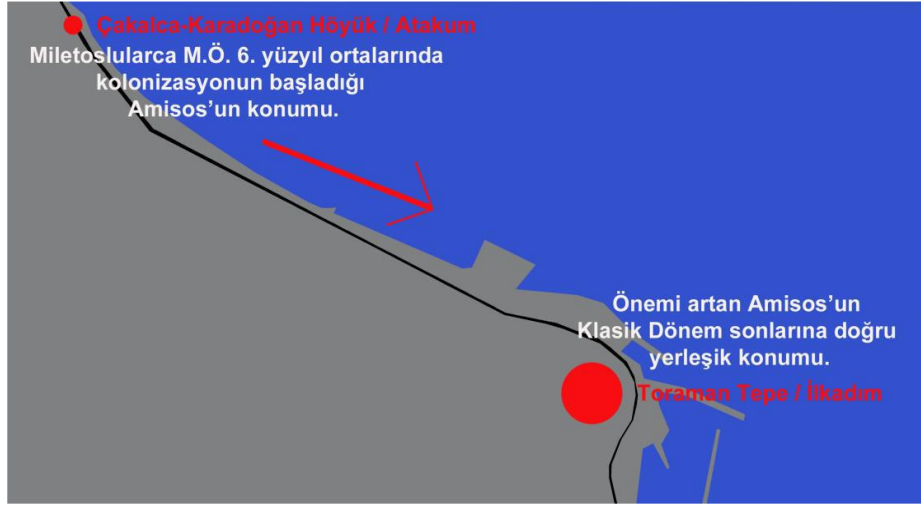 Çakalca-Karadoğan Höyük / Atakum
Miletoslularca M.Ö. 6. yüzyıl ortalarında
kolonizasyonun başladığı
Amisos'un konumu.
Önemi artan Amisos'un
Klasik Dönem sonlarına doğru
yerleşik konumu.
Toraman Tepe / İlkadım